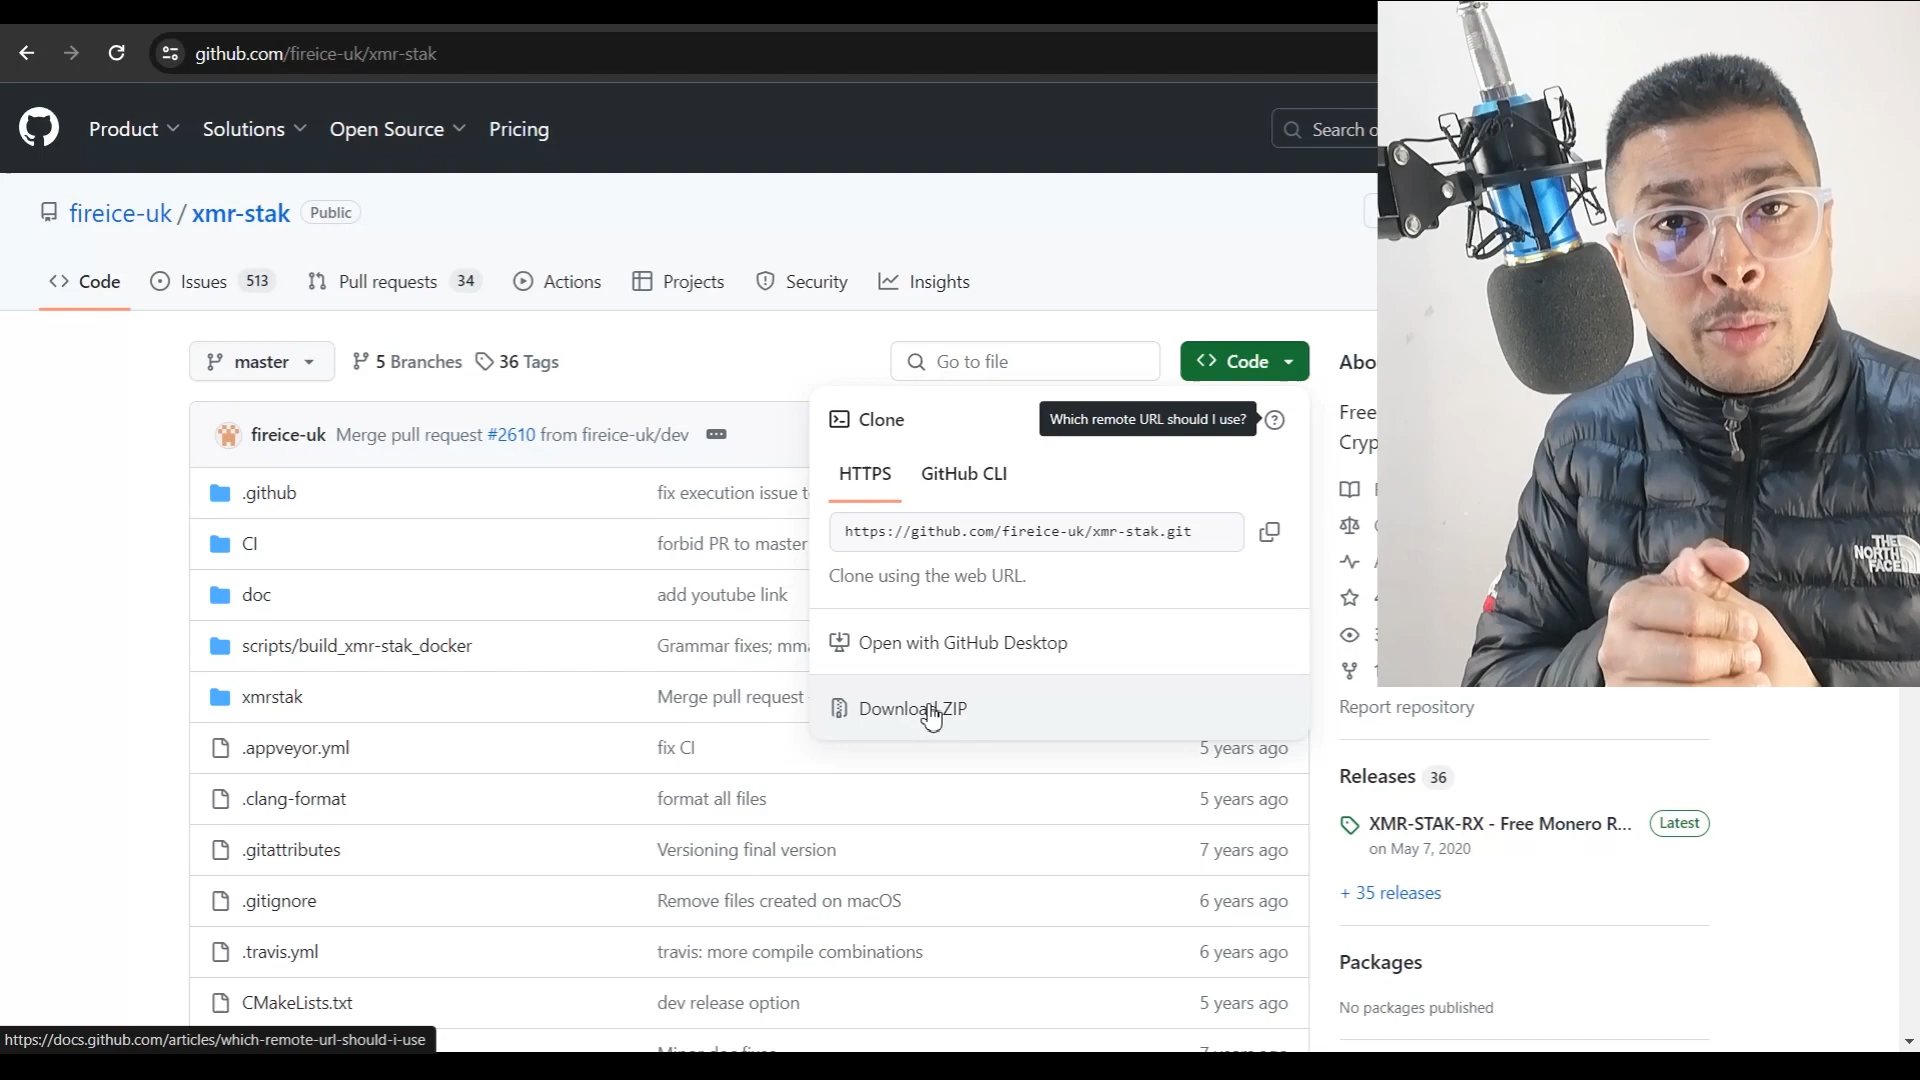 github.com/fireice-uk/xmr-stak
Product
Solutions
Open Source
Pricing
Search o
fireice-uk / xmr-stak Public
Code
Issues 513
Pull requests 34
Actions
Projects
Security
Insights
master
5 Branches
36 Tags
Go to file
Code
fireice-uk Merge pull request #2610 from fireice-uk/dev
.github
fix execution issue t
CI
forbid PR to master
doc
add youtube link
scripts/build_xmr-stak_docker
Grammar fixes; mm
xmrstak
Merge pull request
.appveyor.yml
fix CI
5 years ago
.clang-format
format all files
5 years ago
.gitattributes
Versioning final version
7 years ago
.gitignore
Remove files created on macOS
6 years ago
.travis.yml
travis: more compile combinations
6 years ago
CMakeLists.txt
dev release option
5 years ago
Clone
Which remote URL should I use?
HTTPS
GitHub CLI
https://github.com/fireice-uk/xmr-stak.git
Clone using the web URL.
Open with GitHub Desktop
Download ZIP
Abo
Free
Cryp
Report repository
Releases 36
XMR-STAK-RX - Free Monero R...
Latest
on May 7, 2020
+ 35 releases
Packages
No packages published
https://docs.github.com/articles/which-remote-url-should-i-use
THE
NORTH
FACE